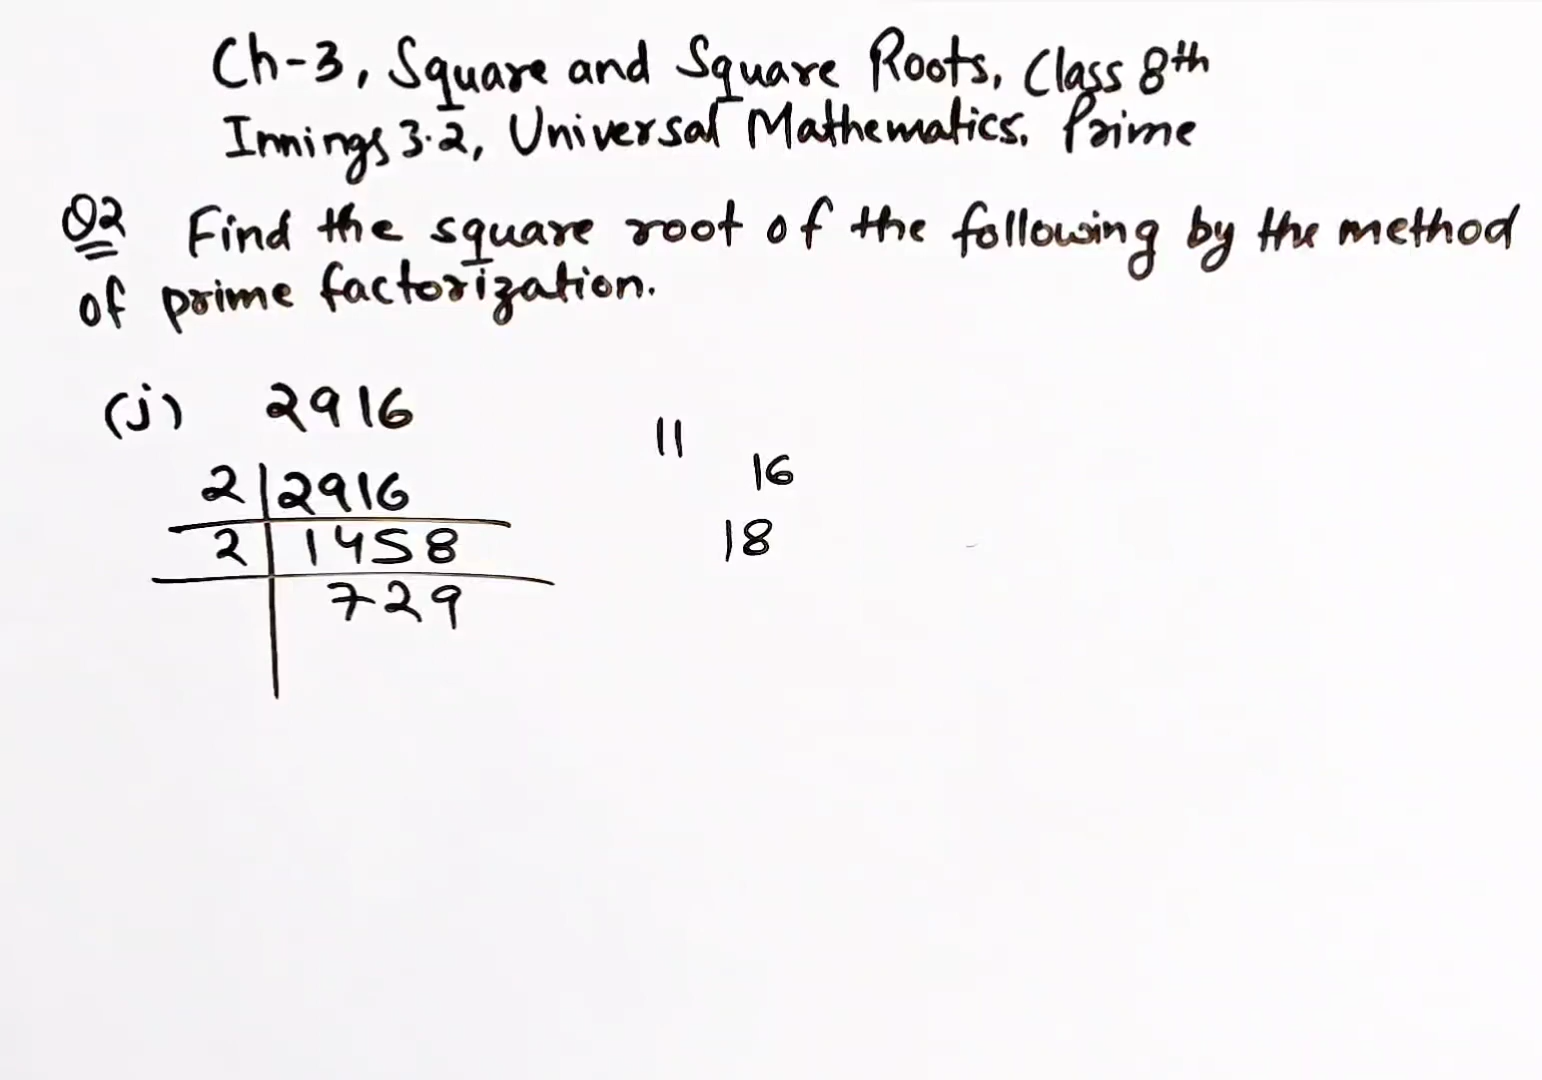 Ch-3, Square and Square Roots, Class 8th
Innings 3.2, Universal Mathematics. Prime
Q2 Find the square root of the following by the method
of prime factorization.
(j) 2916
11
16
2 | 2916
18
2 | 1458
729